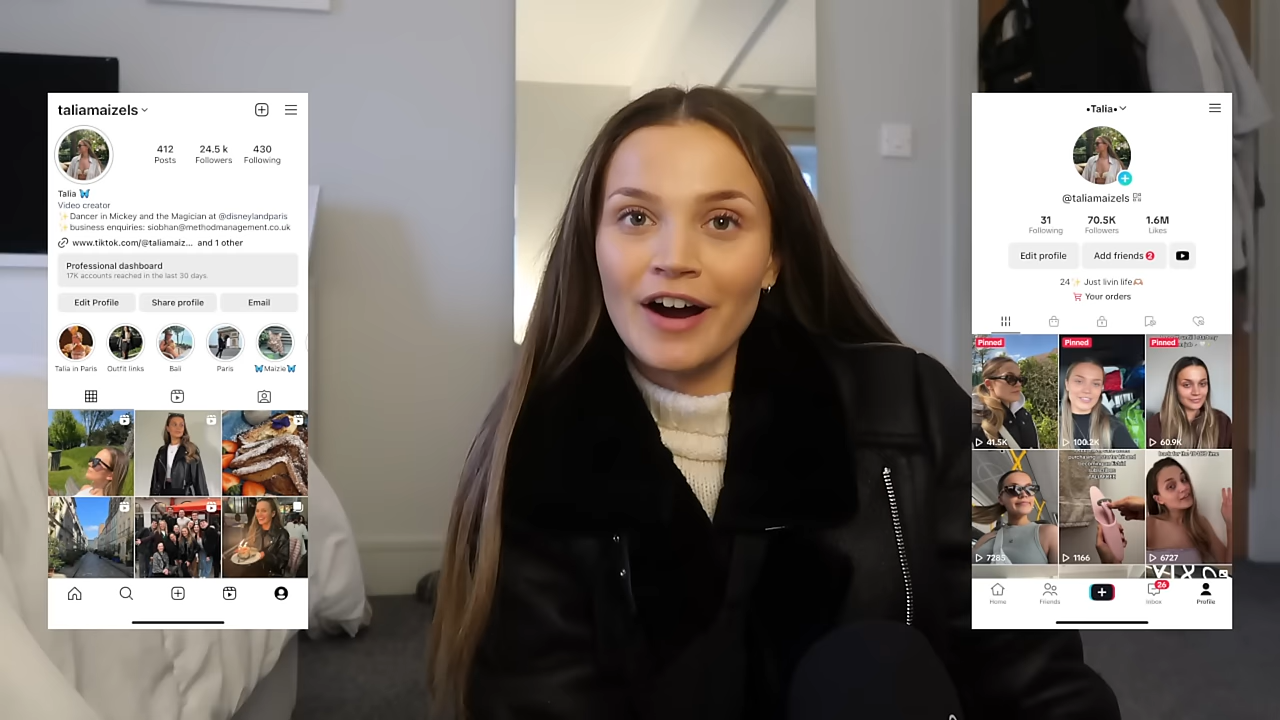 taliamaizels
412
24.5 k
430
Posts
Followers
Following
Talia 🦋
Video creator
✨Dancer in Mickey and the Magician at @disneylandparis
✨business enquiries: siobhan@methodmanagement.co.uk
www.tiktok.com/@taliamaiz... and 1 other
Professional dashboard
17K accounts reached in the last 30 days.
Edit Profile
Share profile
Email
Talia in Paris
Outfit links
Bali
Paris
🦋Maizie🦋
•Talia•
@taliamaizels
31
70.5K
1.6M
Following
Followers
Likes
Edit profile
Add friends 2
24 ✨ Just livin life🫶🏽
🛒 Your orders
Pinned
Pinned
Pinned
41.5K
100.2K
60.9K
7285
1166
6727
Home
Friends
26
Inbox
Profile